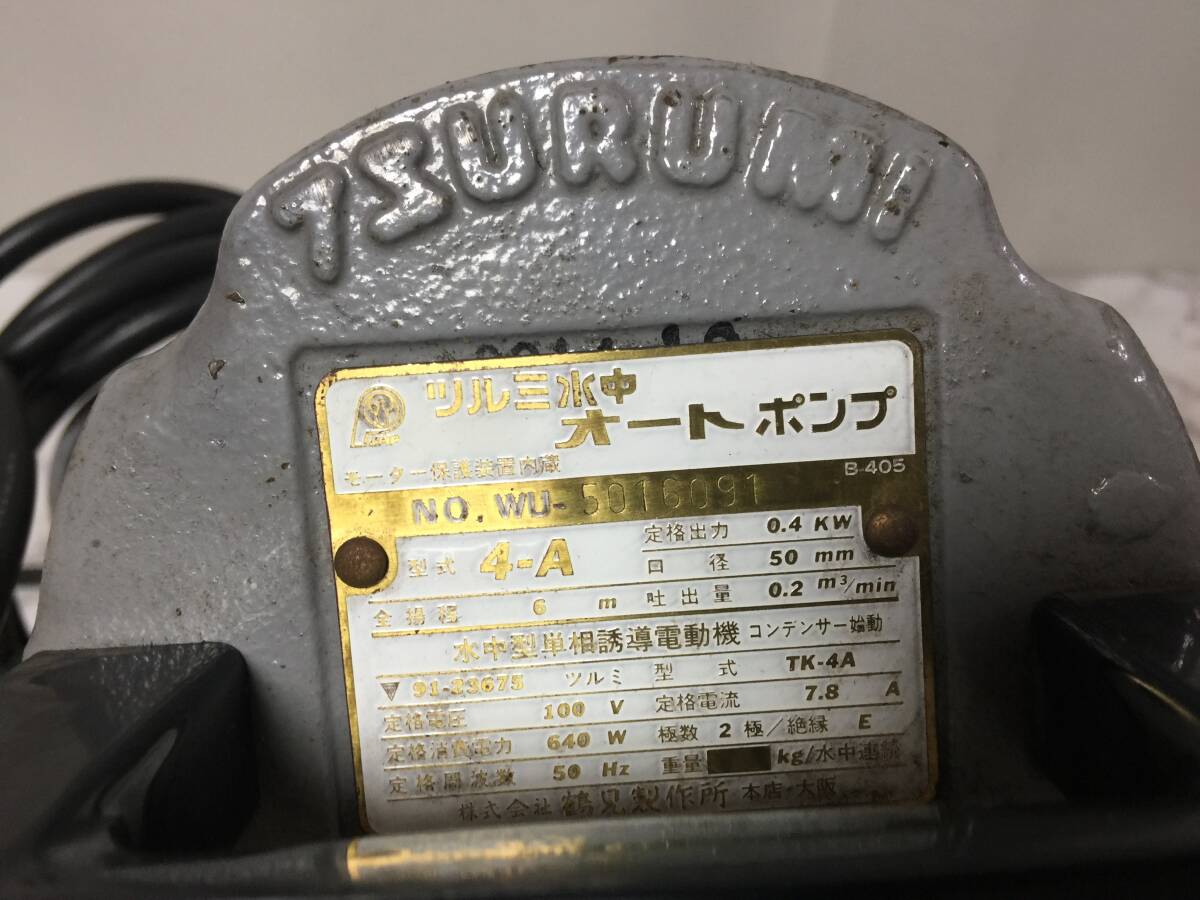 TSURUMI
ツルミ水中
オートポンプ
モーター保護装置内蔵 B-405
NO. WU- 5016091
型式 4-A 定格出力 0.4 KW
口径 50 mm
全揚程 6 m 吐出量 0.2 m³/min
水中型単相誘導電動機 コンデンサー始動
▽ 91-23675 ツルミ 型式 TK-4A
定格電圧 100 V 定格電流 7.8 A
定格消費電力 640 W 極数 2 極/絶縁 E
定格周波数 50 Hz 重量 kg/水中連続
株式会社 鶴見製作所 本店・大阪